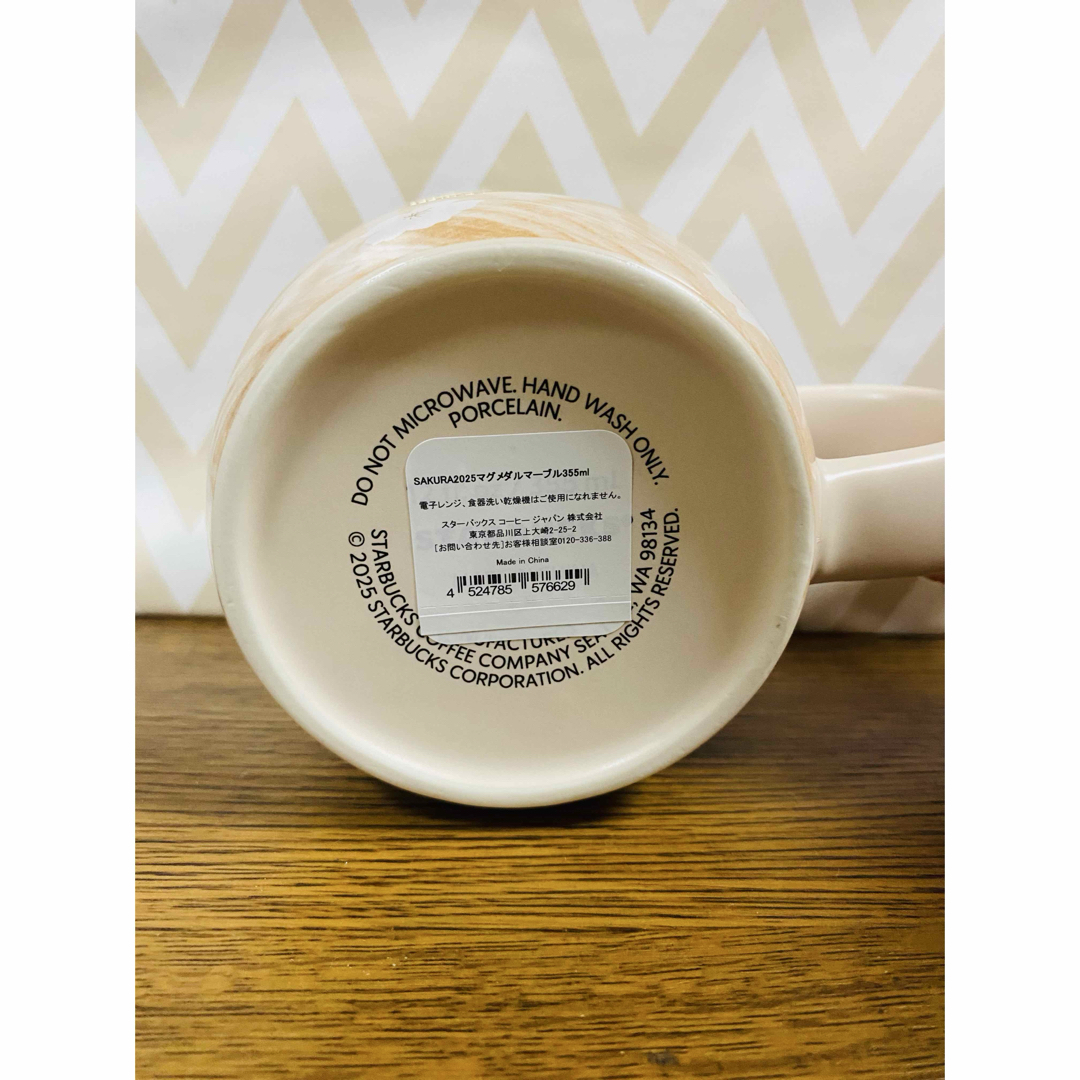 DO NOT MICROWAVE. HAND WASH ONLY.
PORCELAIN.
SAKURA2025マグメダルマーブル355ml
電子レンジ、食器洗い乾燥機はご使用になれません。
スターバックス コーヒー ジャパン 株式会社
東京都品川区上大崎2-25-2
[お問い合わせ先]お客様相談室0120-336-388
Made in China
4 524785 576629
STARBUCKS COFFEE COMPANY WA 98134
© 2025 STARBUCKS CORPORATION. ALL RIGHTS RESERVED.